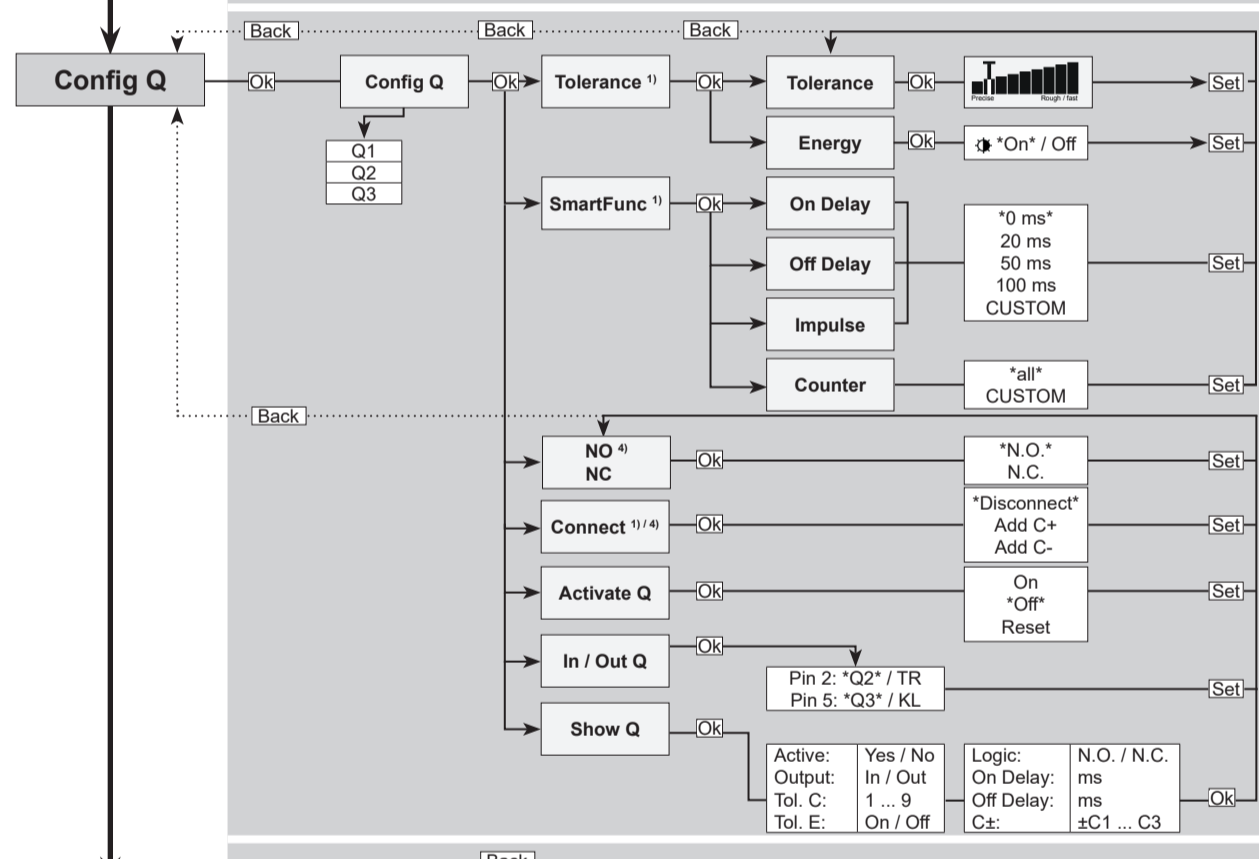 Back Back Back
Config Q Ok Config Q Ok Tolerance 1) Ok Tolerance Ok Precise Rough / fast Set
Q1
Q2
Q3
Energy Ok *On* / Off Set
SmartFunc 1) Ok On Delay
Off Delay
Impulse
*0 ms*
20 ms
50 ms
100 ms
CUSTOM
Set
Counter
*all*
CUSTOM
Set
Back
NO 4)
NC
Ok
*N.O.*
N.C.
Set
Connect 1) / 4)
Ok
*Disconnect*
Add C+
Add C-
Set
Activate Q
Ok
On
*Off*
Reset
Set
In / Out Q
Ok
Pin 2: *Q2* / TR
Pin 5: *Q3* / KL
Set
Show Q
Ok
Active: Yes / No
Output: In / Out
Tol. C: 1 ... 9
Tol. E: On / Off
Logic: N.O. / N.C.
On Delay: ms
Off Delay: ms
C±: ±C1 ... C3
Ok
Back